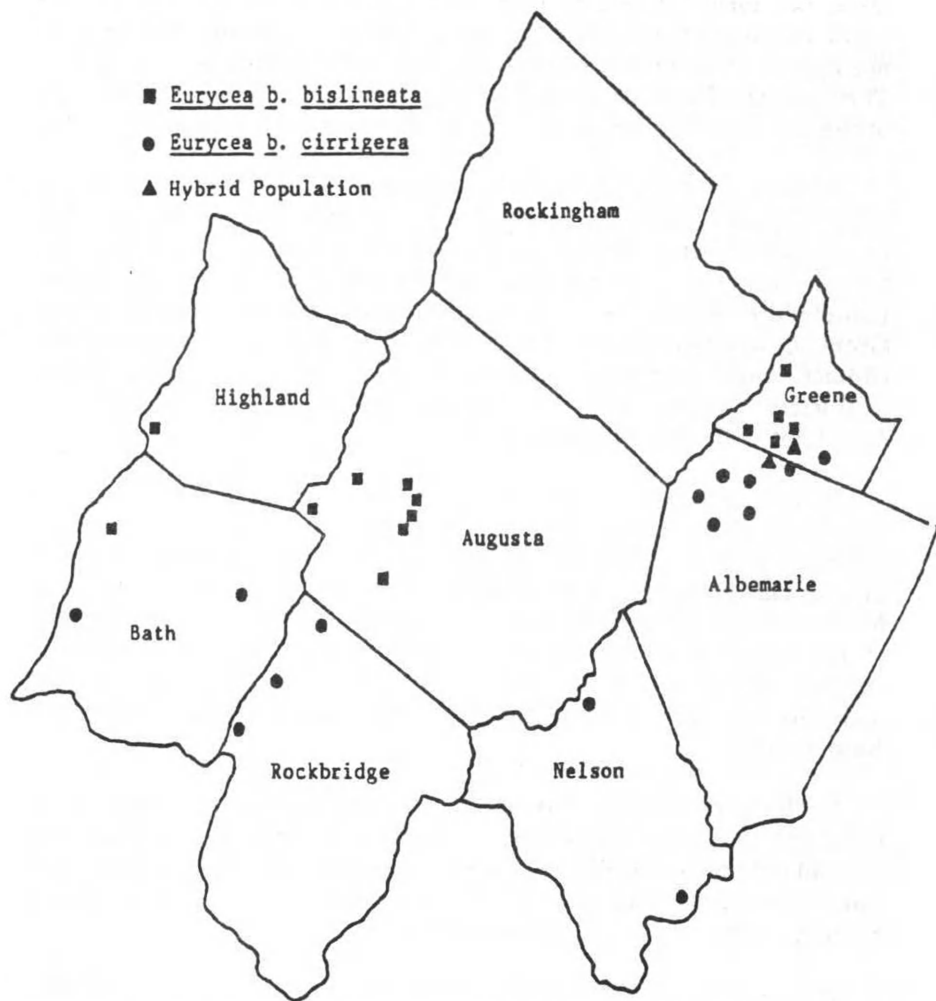 Eurycea b. bislineata
Eurycea b. cirrigera
Hybrid Population
Rockingham
Highland
Greene
Augusta
Albemarle
Bath
Rockbridge
Nelson